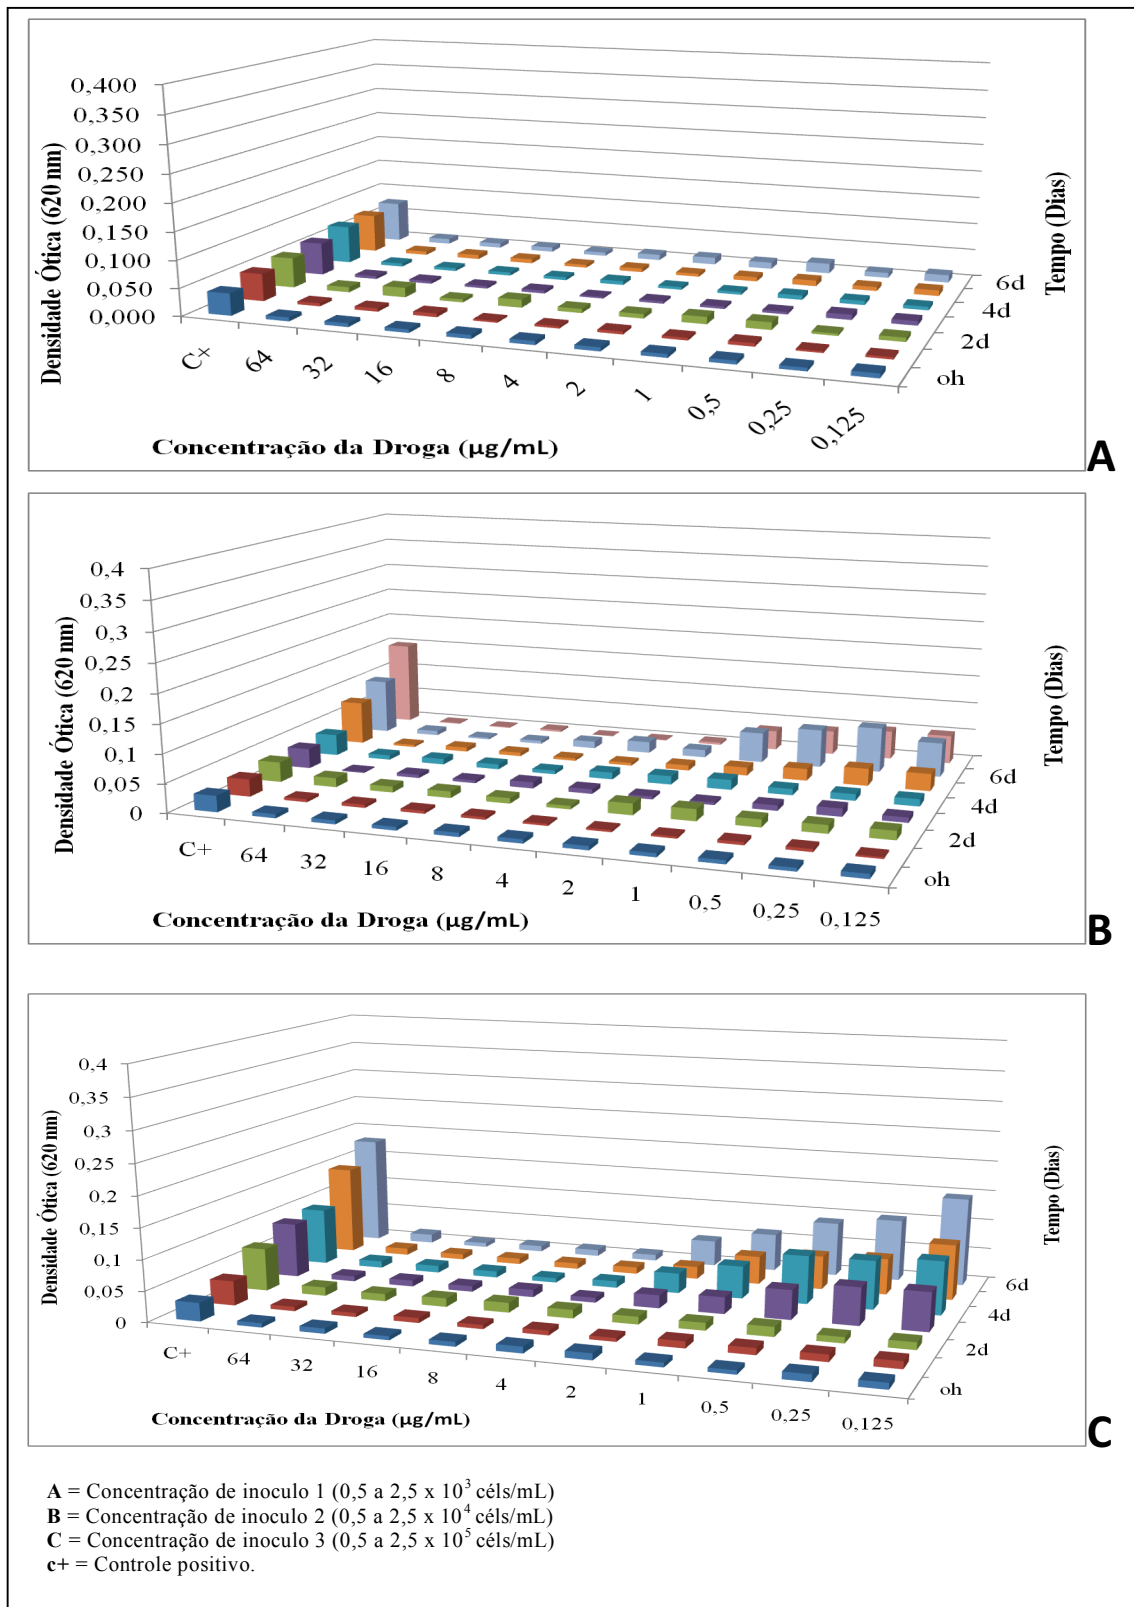 0,400
0,350
0,300
0,250
0,200
0,150
0,100
0,050
0,000
Densidade Ótica (620 nm)
C+
64
32
16
8
4
2
1
0,5
0,25
0,125
oh
2d
4d
6d
Tempo (Dias)
Concentração da Droga (µg/mL)
A
0,4
0,35
0,3
0,25
0,2
0,15
0,1
0,05
0
Densidade Ótica (620 nm)
C+
64
32
16
8
4
2
1
0,5
0,25
0,125
oh
2d
4d
6d
Tempo (Dias)
Concentração da Droga (µg/mL)
B
0,4
0,35
0,3
0,25
0,2
0,15
0,1
0,05
0
Densidade Ótica (620 nm)
C+
64
32
16
8
4
2
1
0,5
0,25
0,125
oh
2d
4d
6d
Tempo (Dias)
Concentração da Droga (µg/mL)
C
A = Concentração de inoculo 1 (0,5 a 2,5 x 10³ céls/mL)
B = Concentração de inoculo 2 (0,5 a 2,5 x 10⁴ céls/mL)
C = Concentração de inoculo 3 (0,5 a 2,5 x 10⁵ céls/mL)
c+ = Controle positivo.